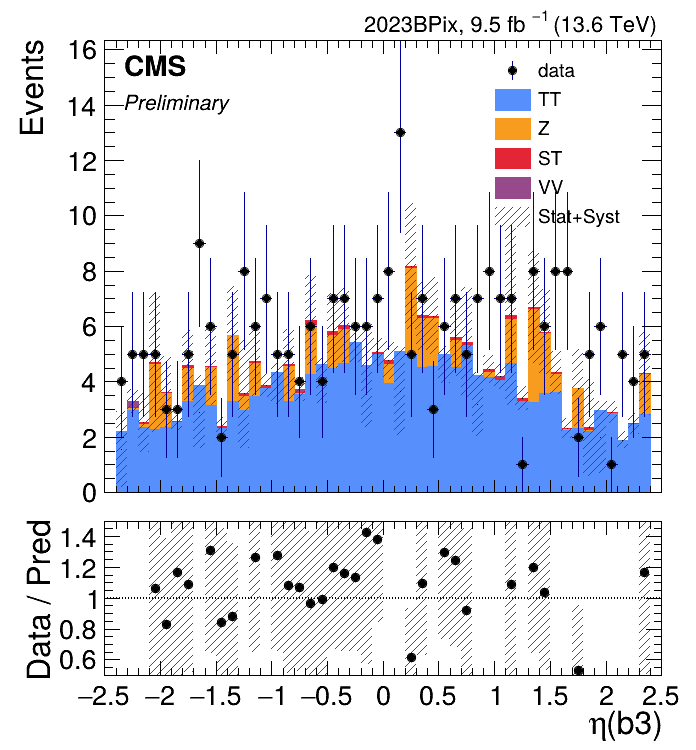 2023BPix, 9.5 fb⁻¹ (13.6 TeV)
Events
16
14
12
10
8
6
4
2
0
CMS
Preliminary
data
TT
Z
ST
VV
Stat+Syst
Data / Pred
1.4
1.2
1
0.8
0.6
−2.5 −2 −1.5 −1 −0.5 0 0.5 1 1.5 2 2.5
η(b3)